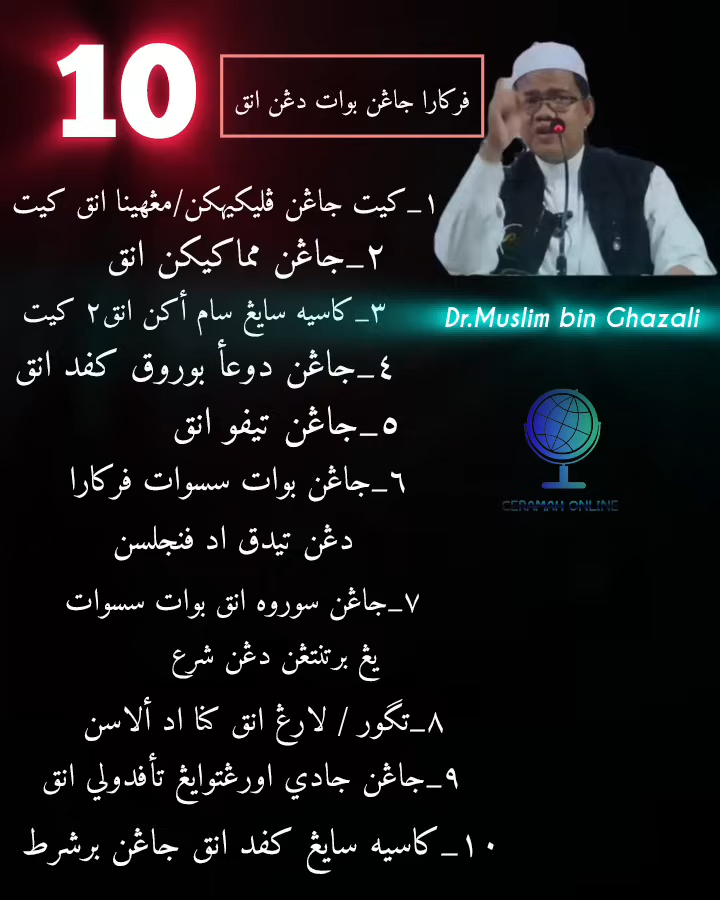 10
فركارا جاڠن بوات دڠن انق
١_كيت جاڠن ڤليكيهكن/مڠهينا انق كيت
٢_جاڠن مماكيكن انق
Dr.Muslim bin Ghazali
٣_كاسيه سايڠ سام أكن انق٢ كيت
٤_جاڠن دوعأ بوروق كفد انق
٥_جاڠن تيفو انق
٦_جاڠن بوات سسوات فركارا
دڠن تيدق اد فنجلسن
CERAMAH ONLINE
٧_جاڠن سوروه انق بوات سسوات
يڠ برتنتڠن دڠن شرع
٨_تگور / لارڠ انق كنا اد ألاسن
٩_جاڠن جادي اورڠتوايڠ تأفدولي انق
١٠_كاسيه سايڠ كفد انق جاڠن برشرط